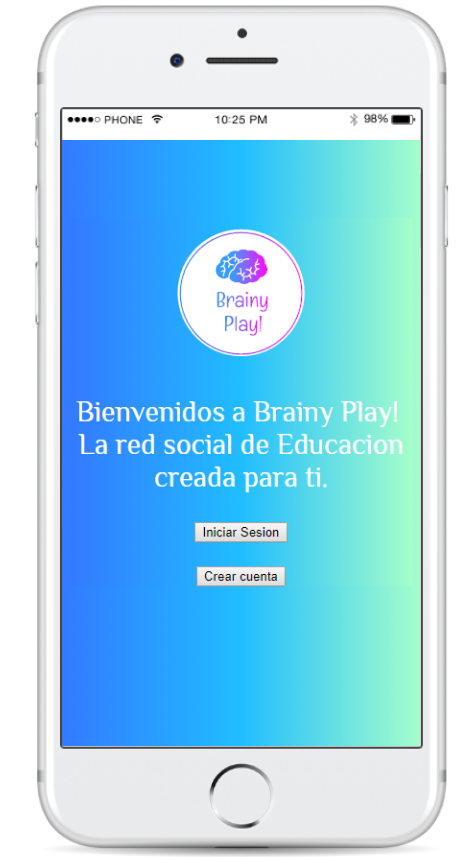 PHONE 10:25 PM 98%
Brainy
Play!
Bienvenidos a Brainy Play!
La red social de Educacion
creada para ti.
Iniciar Sesion
Crear cuenta